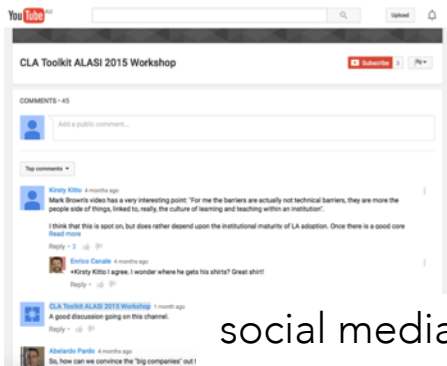 You Tube AU
Upload
CLA Toolkit ALASI 2015 Workshop
Subscribe 3
COMMENTS • 45
Add a public comment...
Top comments
Kirsty Kitto 4 months ago
Mark Brown's video has a very interesting point: "For me the barriers are actually not technical barriers, they are more the
people side of things, linked to, really, the culture of learning and teaching within an institution".
I think that this is spot on, but does rather depend upon the institutional maturity of LA adoption. Once there is a good core
Read more
Reply • 2
Enrico Canale 4 months ago
+Kirsty Kitto I agree. I wonder where he gets his shirts? Great shirt!
Reply •
CLA Toolkit ALASI 2015 Workshop 1 month ago
A good discussion going on this channel.
Reply •
social media
Abelardo Pardo 4 months ago
So, how can we convince the "big companies" out t